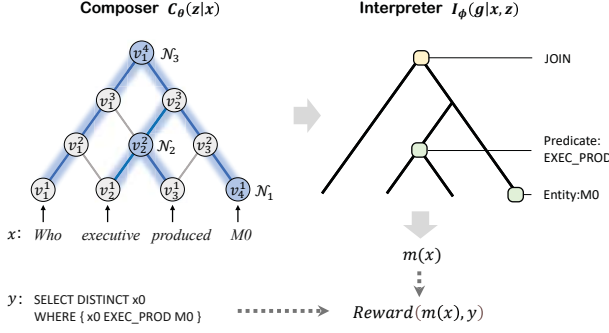 Composer C_θ(z|x)
Interpreter I_ϕ(g|x, z)
v_1^4 N_3
v_1^3 v_2^3
v_1^2 v_2^2 N_2 v_3^2
v_1^1 v_2^1 v_3^1 v_4^1 N_1
x: Who executive produced M0
JOIN
Predicate:
EXEC_PROD
Entity:M0
m(x)
y: SELECT DISTINCT x0
WHERE { x0 EXEC_PROD M0 }
Reward(m(x), y)